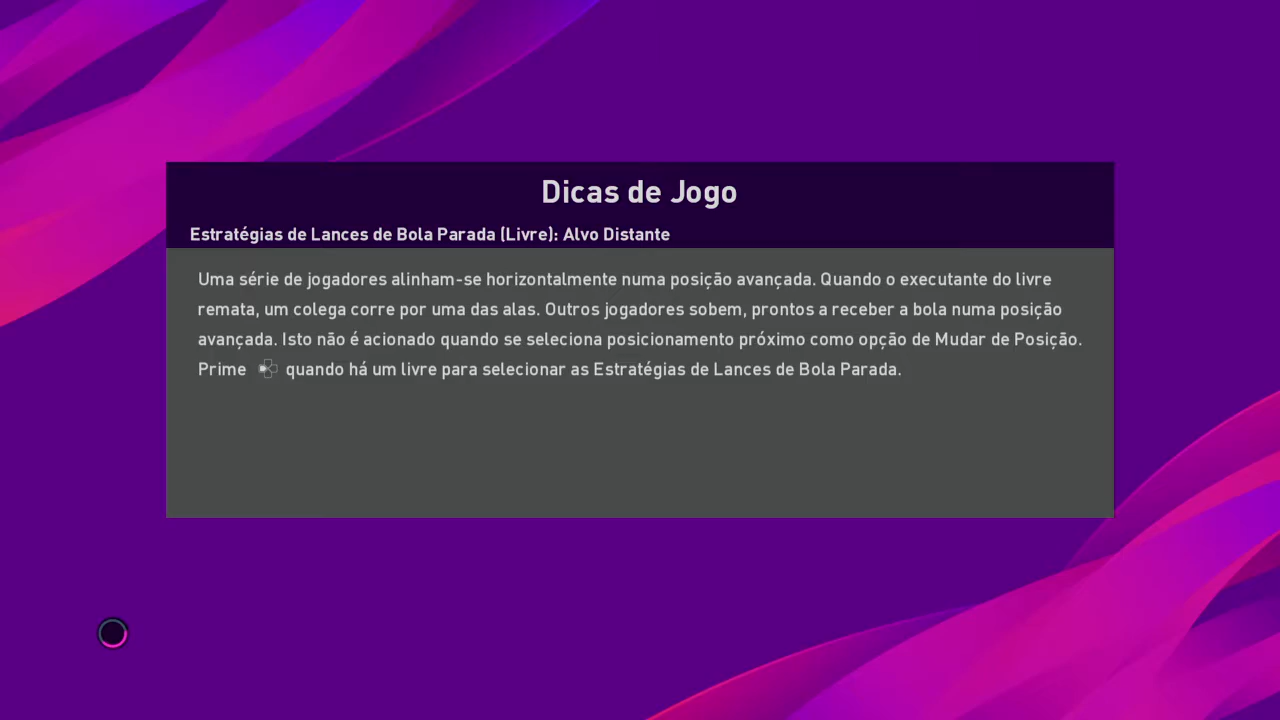 Dicas de Jogo
Estratégias de Lances de Bola Parada (Livre): Alvo Distante
Uma série de jogadores alinham-se horizontalmente numa posição avançada. Quando o executante do livre
remata, um colega corre por uma das alas. Outros jogadores sobem, prontos a receber a bola numa posição
avançada. Isto não é acionado quando se seleciona posicionamento próximo como opção de Mudar de Posição.
Prime quando há um livre para selecionar as Estratégias de Lances de Bola Parada.